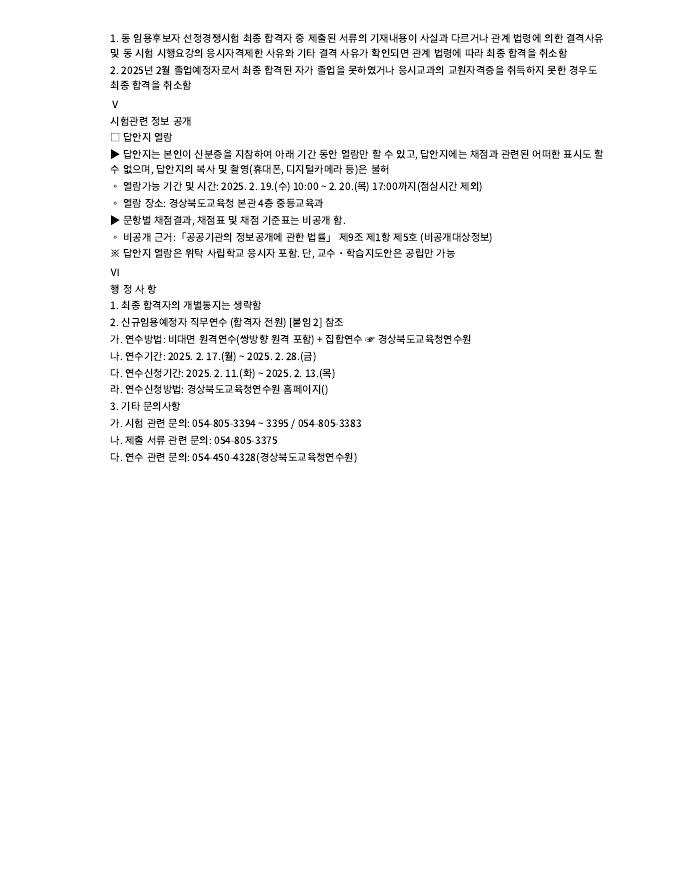 1. 동 임용후보자 선정경쟁시험 최종 합격자 중 제출된 서류의 기재내용이 사실과 다르거나 관계 법령에 의한 결격사유
및 동 시험 시행요강의 응시자격제한 사유와 기타 결격 사유가 확인되면 관계 법령에 따라 최종 합격을 취소함
2. 2025년 2월 졸업예정자로서 최종 합격된 자가 졸업을 못하였거나 응시교과의 교원자격증을 취득하지 못한 경우도
최종 합격을 취소함
Ⅴ
시험관련 정보 공개
□ 답안지 열람
▶ 답안지는 본인이 신분증을 지참하여 아래 기간 동안 열람만 할 수 있고, 답안지에는 채점과 관련된 어떠한 표시도 할
수 없으며, 답안지의 복사 및 촬영(휴대폰, 디지털카메라 등)은 불허
◦ 열람가능 기간 및 시간: 2025. 2. 19.(수) 10:00 ~ 2. 20.(목) 17:00까지(점심시간 제외)
◦ 열람 장소: 경상북도교육청 본관 4층 중등교육과
▶ 문항별 채점결과, 채점표 및 채점 기준표는 비공개 함.
◦ 비공개 근거:「공공기관의 정보공개에 관한 법률」 제9조 제1항 제5호 (비공개대상정보)
※ 답안지 열람은 위탁 사립학교 응시자 포함. 단, 교수・학습지도안은 공립만 가능
Ⅵ
행 정 사 항
1. 최종 합격자의 개별통지는 생략함
2. 신규임용예정자 직무연수 (합격자 전원) [붙임 2] 참조
가. 연수방법: 비대면 원격연수(쌍방향 원격 포함) + 집합연수 ☞ 경상북도교육청연수원
나. 연수기간: 2025. 2. 17.(월) ~ 2025. 2. 28.(금)
다. 연수신청기간: 2025. 2. 11.(화) ~ 2025. 2. 13.(목)
라. 연수신청방법: 경상북도교육청연수원 홈페이지()
3. 기타 문의사항
가. 시험 관련 문의: 054-805-3394 ~ 3395 / 054-805-3383
나. 제출 서류 관련 문의: 054-805-3375
다. 연수 관련 문의: 054-450-4328(경상북도교육청연수원)